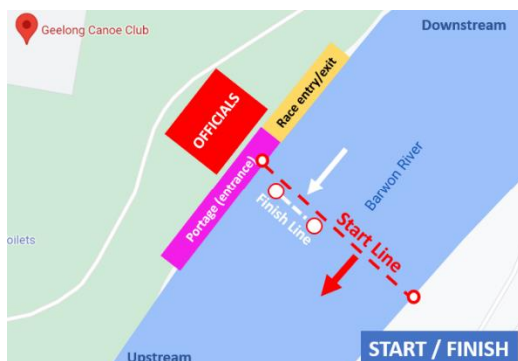 Geelong Canoe Club
Downstream
Race entry/exit
OFFICIALS
Portage (entrance)
Finish Line
Start Line
Barwon River
oilets
Upstream
START / FINISH